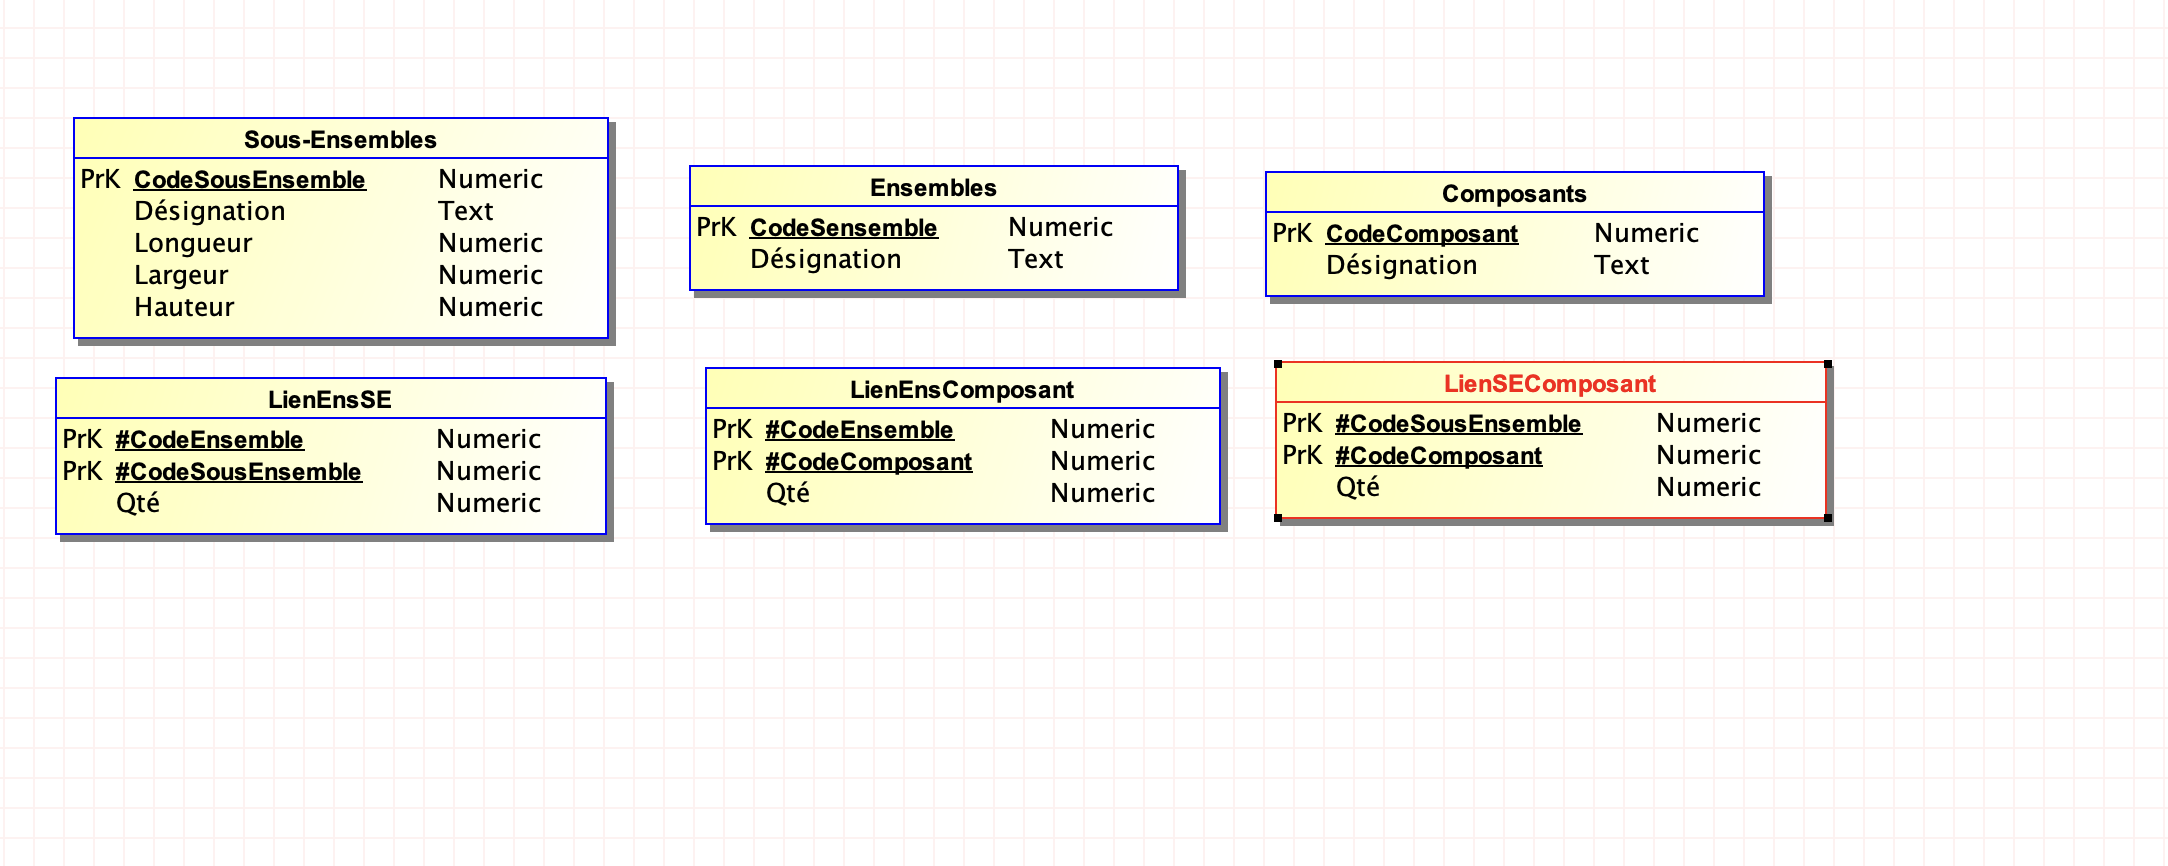 Sous-Ensembles
PrK CodeSousEnsemble Numeric
Désignation Text
Longueur Numeric
Largeur Numeric
Hauteur Numeric
Ensembles
PrK CodeSensemble Numeric
Désignation Text
Composants
PrK CodeComposant Numeric
Désignation Text
LienEnsSE
PrK #CodeEnsemble Numeric
PrK #CodeSousEnsemble Numeric
Qté Numeric
LienEnsComposant
PrK #CodeEnsemble Numeric
PrK #CodeComposant Numeric
Qté Numeric
LienSEComposant
PrK #CodeSousEnsemble Numeric
PrK #CodeComposant Numeric
Qté Numeric